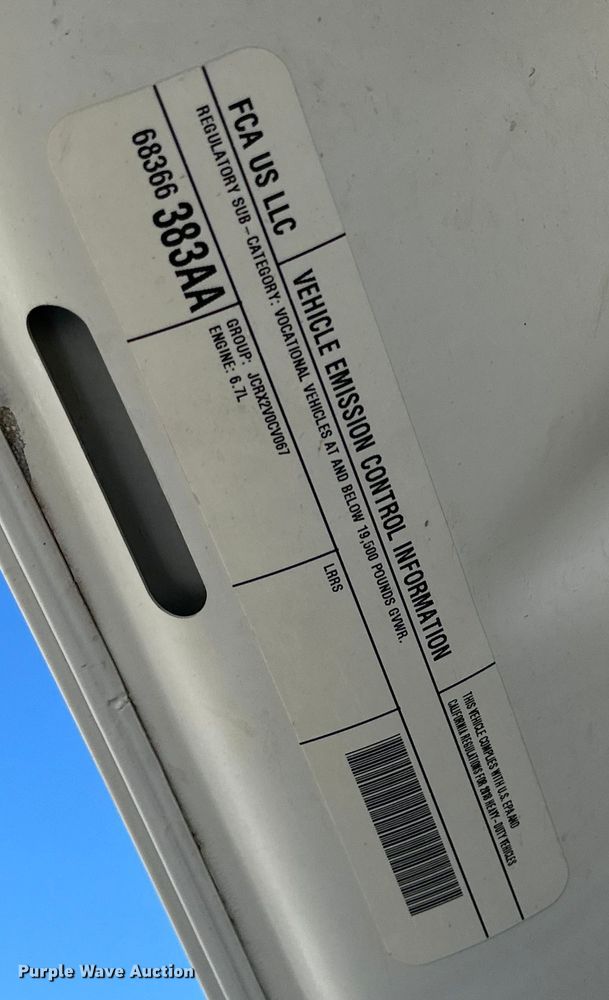 FCA US LLC
VEHICLE EMISSION CONTROL INFORMATION
THIS VEHICLE COMPLIES WITH U.S. EPA AND
CALIFORNIA REGULATIONS FOR 2018 HEAVY-DUTY VEHICLES
REGULATORY SUB-CATEGORY: VOCATIONAL VEHICLES AT AND BELOW 19,500 POUNDS GVWR.
68366 383AA
GROUP: JCRX2VOCV067
ENGINE: 6.7L
LRRS
Purple Wave Auction